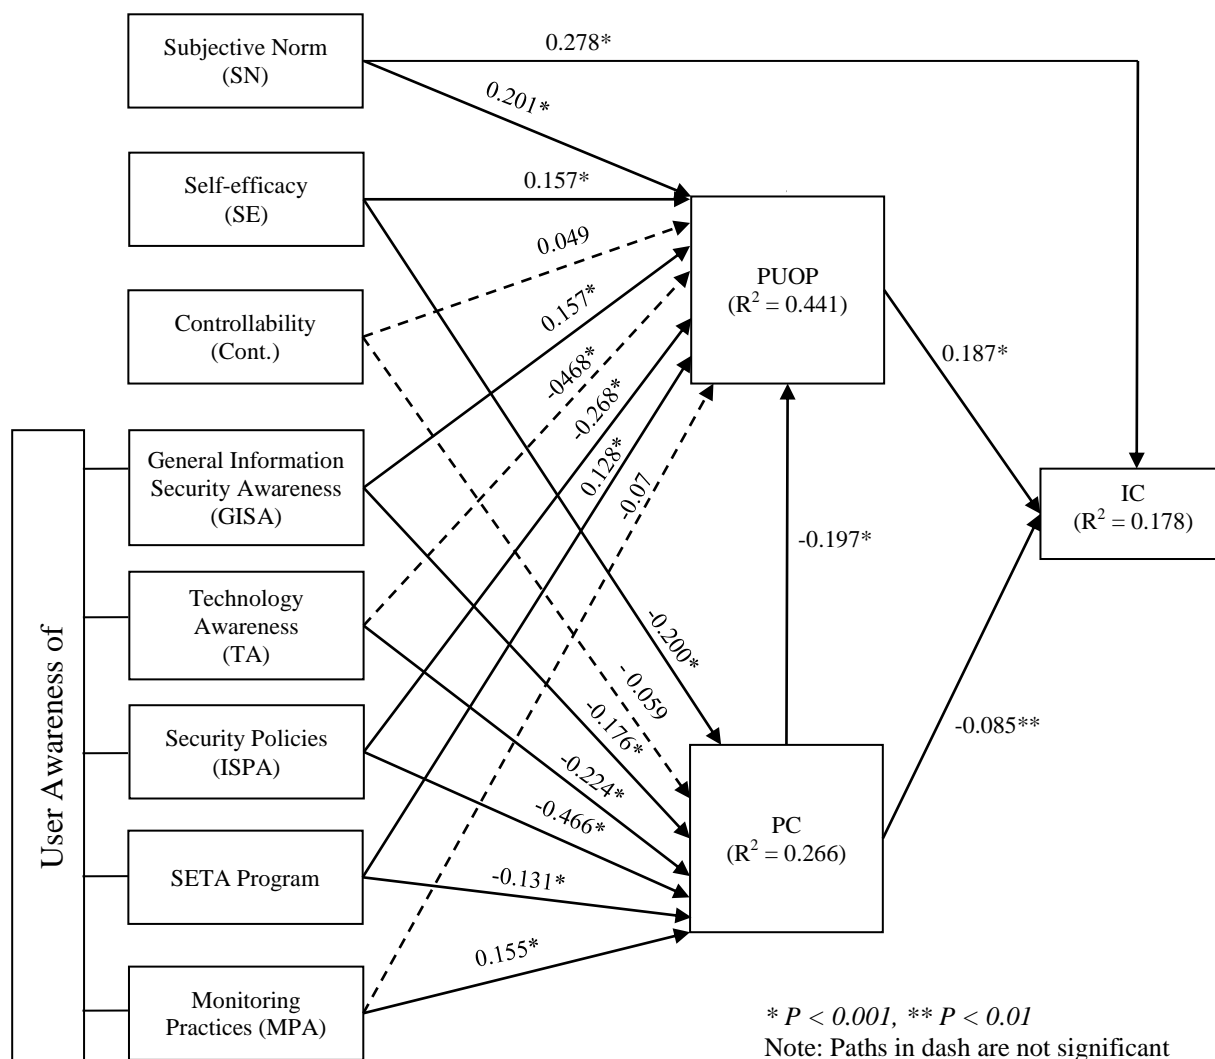 Subjective Norm
(SN)
0.278*
0.201*
Self-efficacy
(SE)
0.157*
0.049
PUOP
(R² = 0.441)
Controllability
(Cont.)
0.157*
-0468*
-0.268*
0.128*
-0.07
0.187*
User Awareness of
General Information
Security Awareness
(GISA)
IC
(R² = 0.178)
-0.197*
Technology
Awareness
(TA)
-0.200*
- 0.059
-0.176*
-0.224*
-0.466*
-0.085**
Security Policies
(ISPA)
PC
(R² = 0.266)
SETA Program
-0.131*
0.155*
Monitoring
Practices (MPA)
* P < 0.001, ** P < 0.01
Note: Paths in dash are not significant